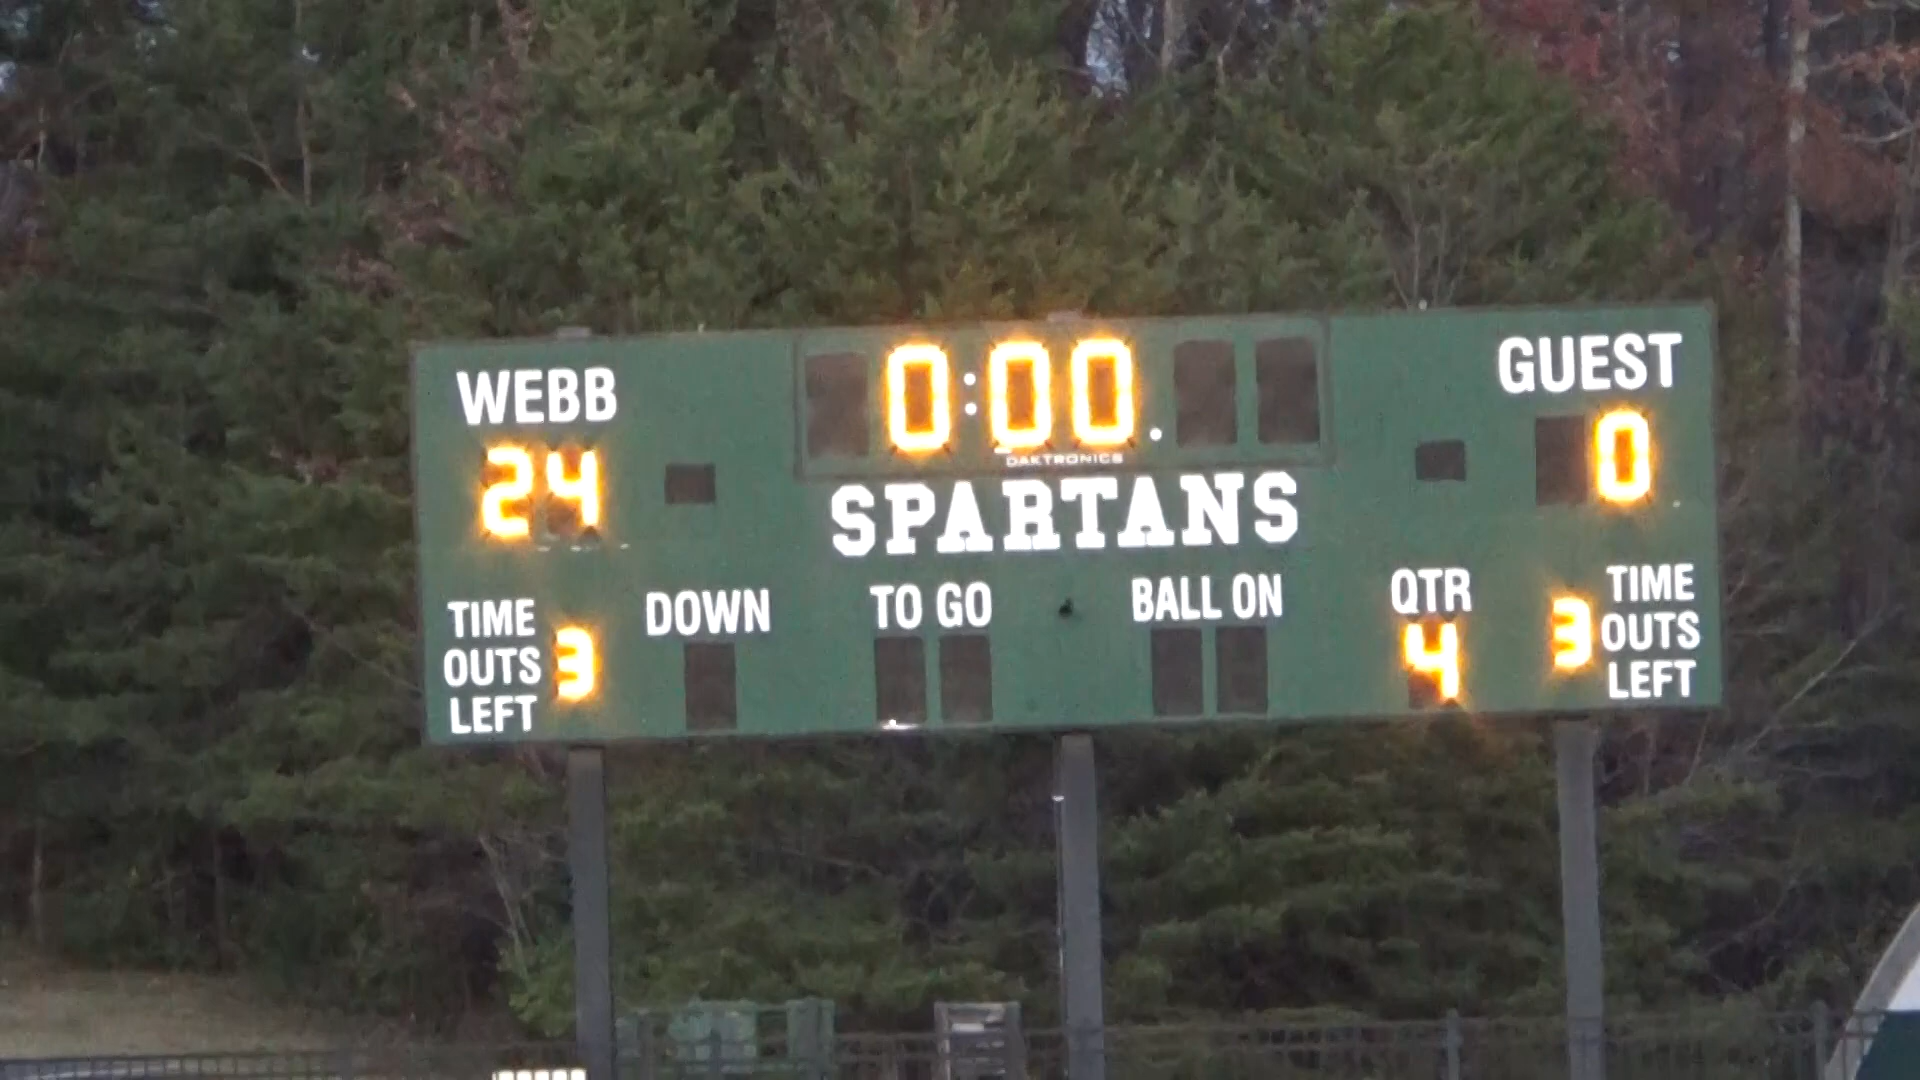 WEBB
24
0:00.
DAKTRONICS
SPARTANS
GUEST
0
TIME OUTS LEFT
3
DOWN
TO GO
BALL ON
QTR
4
3
TIME OUTS LEFT